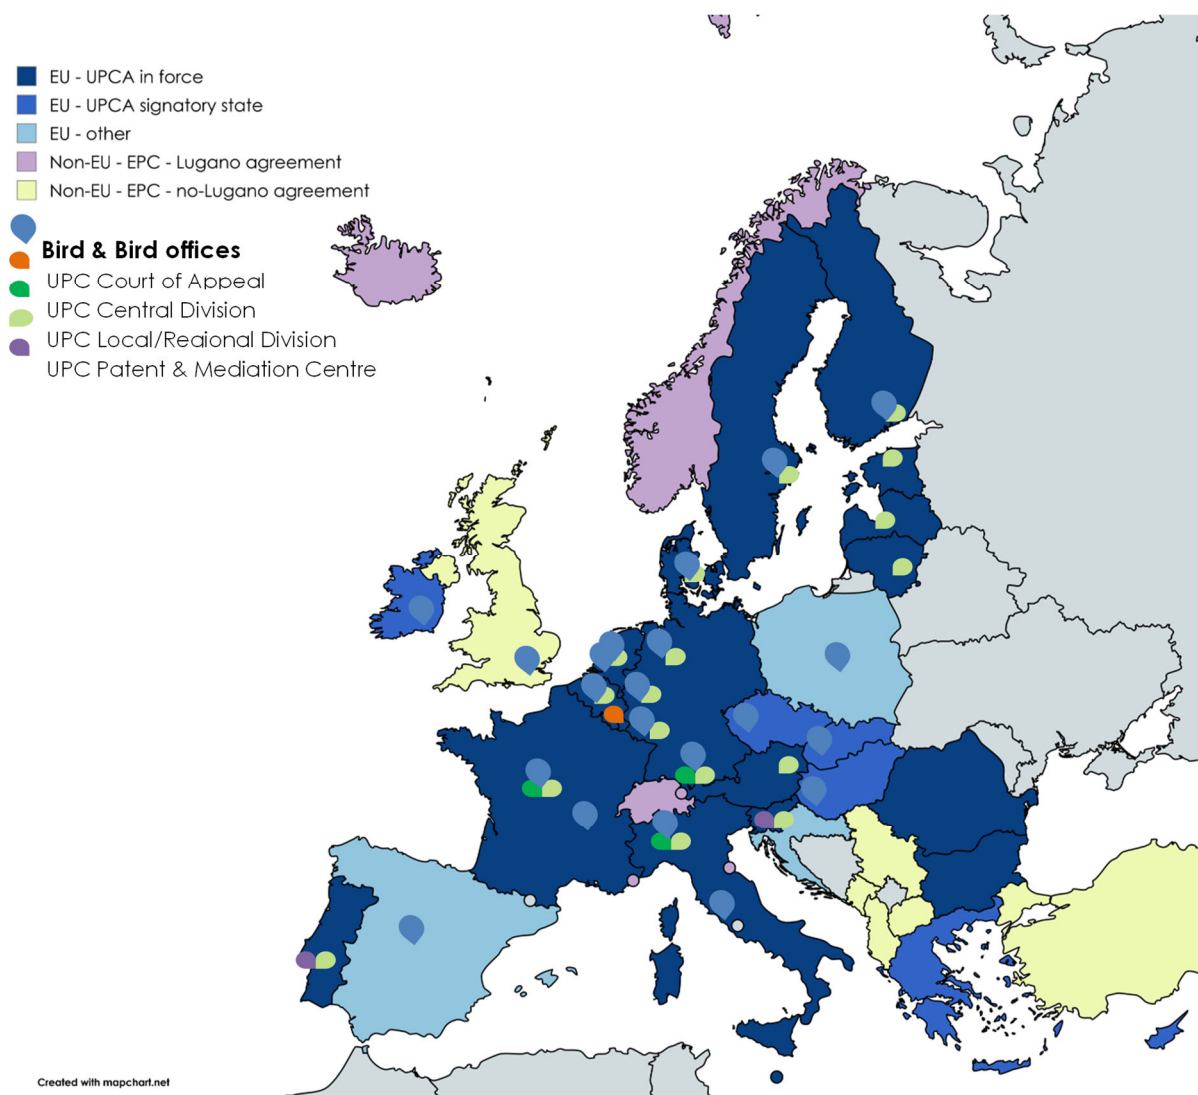 EU - UPCA in force
EU - UPCA signatory state
EU - other
Non-EU - EPC - Lugano agreement
Non-EU - EPC - no-Lugano agreement
Bird & Bird offices
UPC Court of Appeal
UPC Central Division
UPC Local/Regional Division
UPC Patent & Mediation Centre
Created with mapchart.net